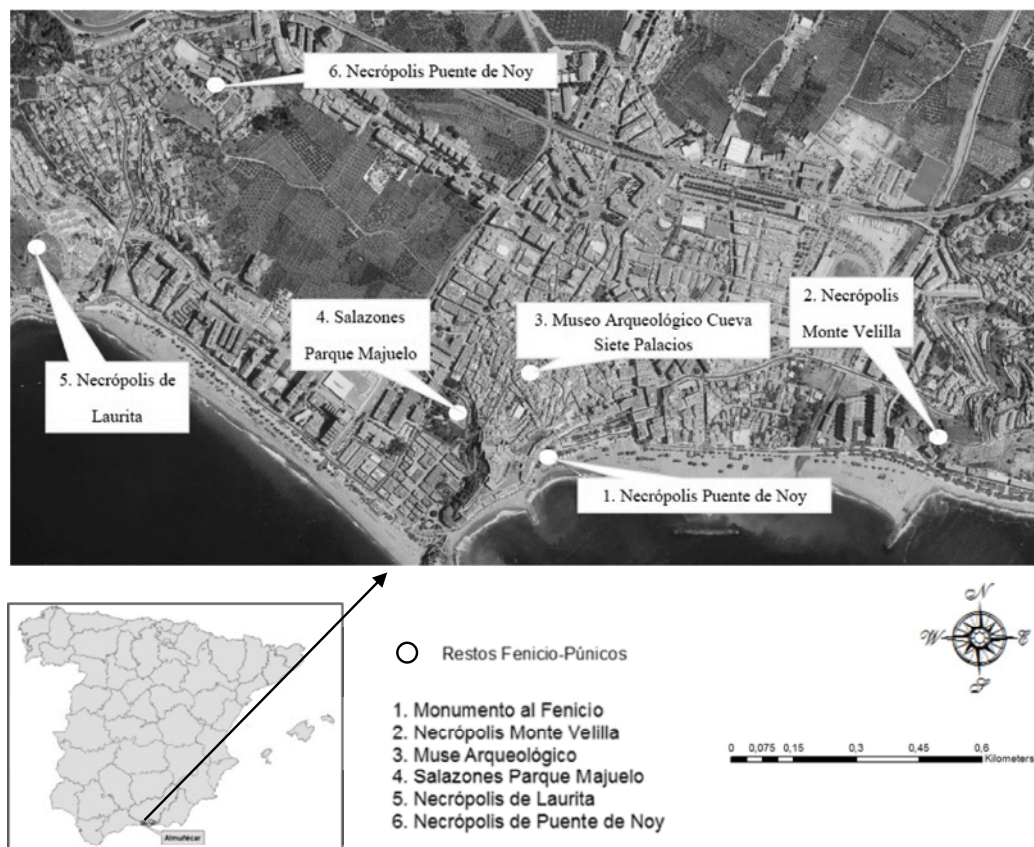 6. Necrópolis Puente de Noy
2. Necrópolis
Monte Velilla
4. Salazones
Parque Majuelo
3. Museo Arqueológico Cueva
Siete Palacios
5. Necrópolis de
Laurita
1. Necrópolis Puente de Noy
N
W
E
S
Restos Fenicio-Púnicos
1. Monumento al Fenicio
2. Necrópolis Monte Velilla
3. Muse Arqueológico
4. Salazones Parque Majuelo
5. Necrópolis de Laurita
6. Necrópolis de Puente de Noy
0 0,075 0,15 0,3 0,45 0,6
Kilometers
Almuñécar